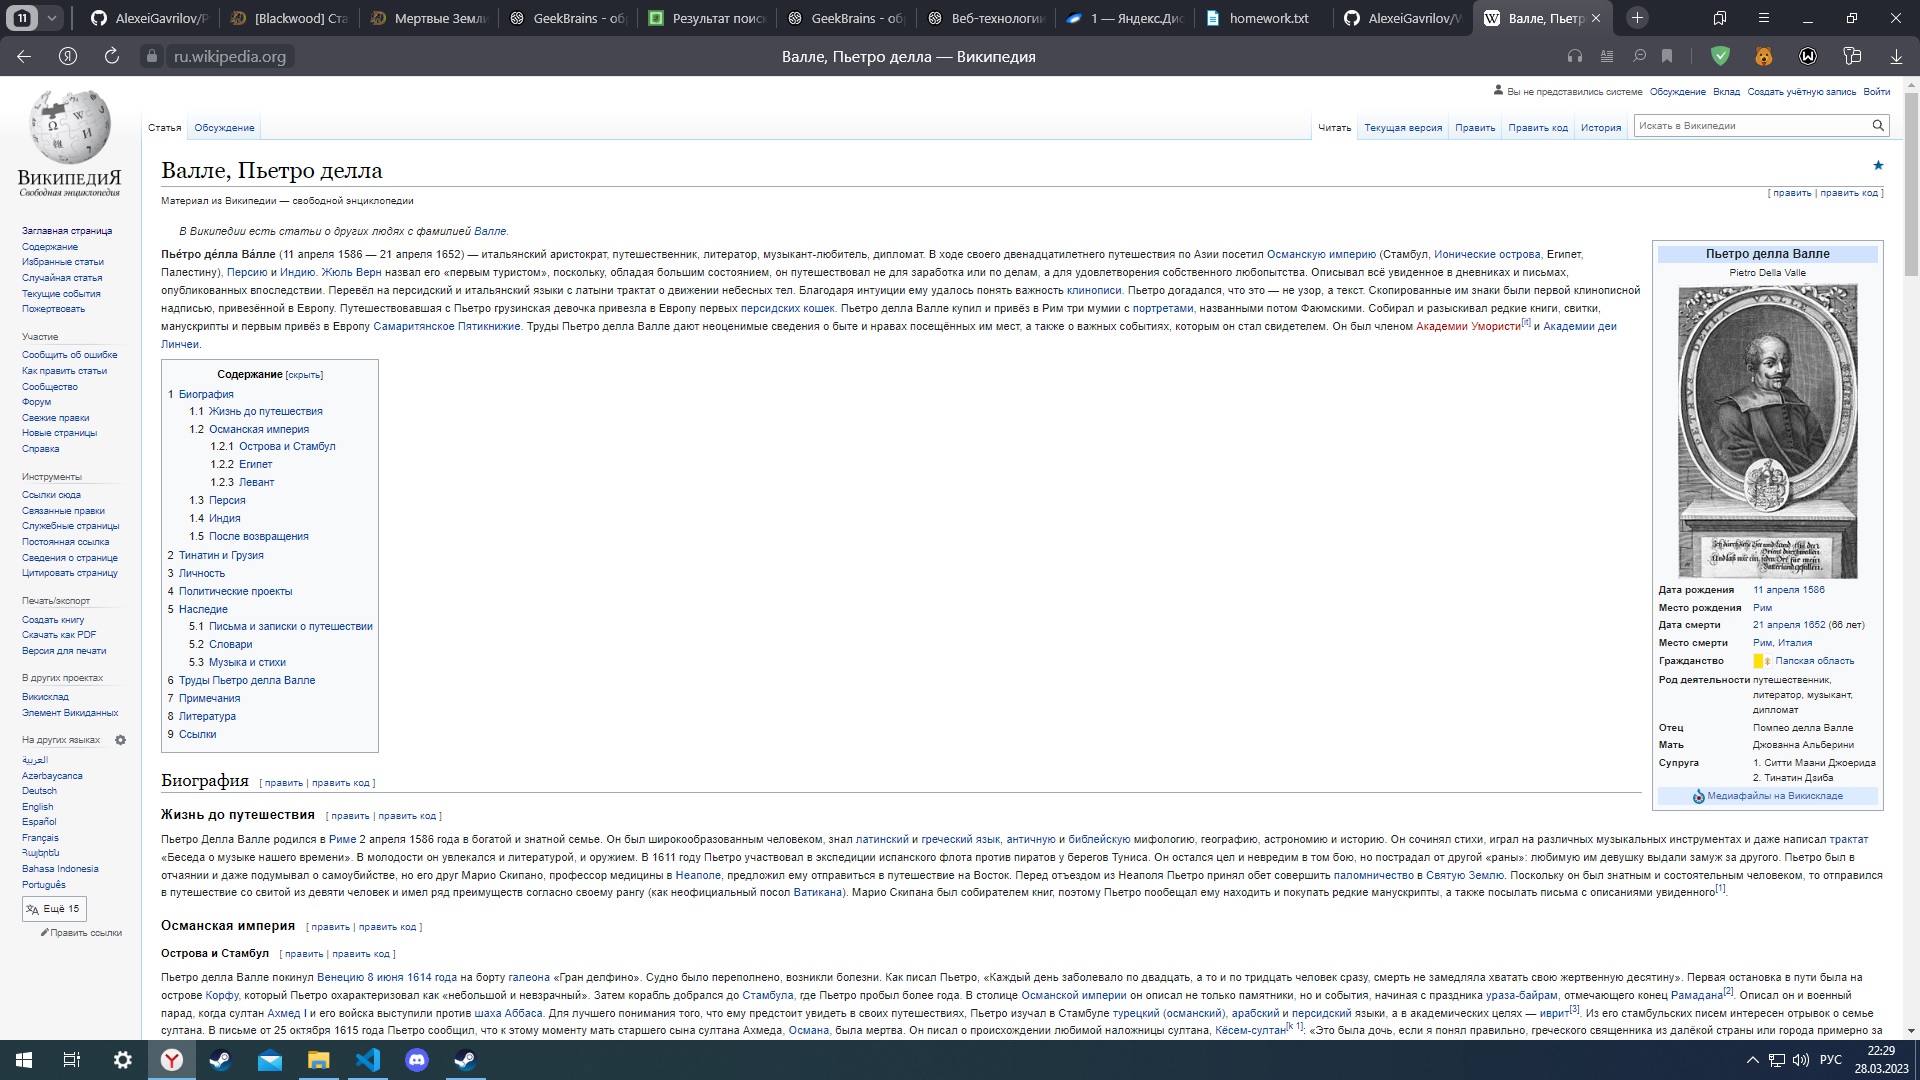 11
AlexeiGavrilov/P
[Blackwood] Ста
Мертвые Земли
GeekBrains - обр
Результат поиск
GeekBrains - обр
Веб-технологии
1 — Яндекс.Дис
homework.txt
AlexeiGavrilov/V
Валле, Пьетр
ru.wikipedia.org
Валле, Пьетро делла — Википедия
ВИКИПЕДИЯ
Свободная энциклопедия
Вы не представились системе Обсуждение Вклад Создать учётную запись Войти
Статья Обсуждение
Читать Текущая версия Править Править код История Искать в Википедии
Валле, Пьетро делла
[ править | править код ]
Материал из Википедии — свободной энциклопедии
В Википедии есть статьи о других людях с фамилией Валле.
Пье́тро де́лла Ва́лле (11 апреля 1586 — 21 апреля 1652) — итальянский аристократ, путешественник, литератор, музыкант-любитель, дипломат. В ходе своего двенадцатилетнего путешествия по Азии посетил Османскую империю (Стамбул, Ионические острова, Египет,
Палестину), Персию и Индию. Жюль Верн назвал его «первым туристом», поскольку, обладая большим состоянием, он путешествовал не для заработка или по делам, а для удовлетворения собственного любопытства. Описывал всё увиденное в дневниках и письмах,
опубликованных впоследствии. Перевёл на персидский и итальянский языки с латыни трактат о движении небесных тел. Благодаря интуиции ему удалось понять важность клинописи. Пьетро догадался, что это — не узор, а текст. Скопированные им знаки были первой клинописной
надписью, привезённой в Европу. Путешествовавшая с Пьетро грузинская девочка привезла в Европу первых персидских кошек. Пьетро делла Валле купил и привёз в Рим три мумии с портретами, названными потом Фаюмскими. Собирал и разыскивал редкие книги, свитки,
манускрипты и первым привёз в Европу Самаритянское Пятикнижие. Труды Пьетро делла Валле дают неоценимые сведения о быте и нравах посещённых им мест, а также о важных событиях, которым он стал свидетелем. Он был членом Академии Умористи[it] и Академии деи
Линчеи.
Содержание [скрыть]
1 Биография
1.1 Жизнь до путешествия
1.2 Османская империя
1.2.1 Острова и Стамбул
1.2.2 Египет
1.2.3 Левант
1.3 Персия
1.4 Индия
1.5 После возвращения
2 Тинатин и Грузия
3 Личность
4 Политические проекты
5 Наследие
5.1 Письма и записки о путешествии
5.2 Словари
5.3 Музыка и стихи
6 Труды Пьетро делла Валле
7 Примечания
8 Литература
9 Ссылки
Пьетро делла Валле
Pietro Della Valle
Дата рождения 11 апреля 1586
Место рождения Рим
Дата смерти 21 апреля 1652 (66 лет)
Место смерти Рим, Италия
Гражданство Папская область
Род деятельности путешественник,
литератор, музыкант,
дипломат
Отец Помпео делла Валле
Мать Джованна Альберини
Супруга 1. Ситти Маани Джоерида
2. Тинатин Дзиба
Медиафайлы на Викискладе
Биография [ править | править код ]
Жизнь до путешествия [ править | править код ]
Пьетро Делла Валле родился в Риме 2 апреля 1586 года в богатой и знатной семье. Он был широкообразованным человеком, знал латинский и греческий язык, античную и библейскую мифологию, географию, астрономию и историю. Он сочинял стихи, играл на различных музыкальных инструментах и даже написал трактат
«Беседа о музыке нашего времени». В молодости он увлекался и литературой, и оружием. В 1611 году Пьетро участвовал в экспедиции испанского флота против пиратов у берегов Туниса. Он остался цел и невредим в том бою, но пострадал от другой «раны»: любимую им девушку выдали замуж за другого. Пьетро был в
отчаянии и даже подумывал о самоубийстве, но его друг Марио Скипано, профессор медицины в Неаполе, предложил ему отправиться в путешествие на Восток. Перед отъездом из Неаполя Пьетро принял обет совершить паломничество в Святую Землю. Поскольку он был знатным и состоятельным человеком, то отправился
в путешествие со свитой из девяти человек и имел ряд преимуществ согласно своему рангу (как неофициальный посол Ватикана). Марио Скипана был собирателем книг, поэтому Пьетро пообещал ему находить и покупать редкие манускрипты, а также посылать письма с описаниями увиденного[1].
Османская империя [ править | править код ]
Острова и Стамбул [ править | править код ]
Пьетро делла Валле покинул Венецию 8 июня 1614 года на борту галеона «Гран делфино». Судно было переполнено, возникли болезни. Как писал Пьетро, «Каждый день заболевало по двадцать, а то и по тридцать человек сразу, смерть не замедляла хватать свою жертвенную десятину». Первая остановка в пути была на
острове Корфу, который Пьетро охарактеризовал как «небольшой и невзрачный». Затем корабль добрался до Стамбула, где Пьетро пробыл более года. В столице Османской империи он описал не только памятники, но и события, начиная с праздника ураза-байрам, отмечающего конец Рамадана[2]. Описал он и военный
парад, когда султан Ахмед I и его войска выступили против шаха Аббаса. Для лучшего понимания того, что ему предстоит увидеть в своих путешествиях, Пьетро изучал в Стамбуле турецкий (османский), арабский и персидский языки, а в академических целях — иврит[3]. Из его стамбульских писем интересен отрывок о семье
султана. В письме от 25 октября 1615 года Пьетро сообщил, что к этому моменту мать старшего сына султана Ахмеда, Османа, была мертва. Он писал о происхождении любимой наложницы султана, Кёсем-султан[k 1]: «Это была дочь, если я понял правильно, греческого священника из далёкой страны или города примерно за
Заглавная страница
Содержание
Избранные статьи
Случайная статья
Текущие события
Пожертвовать
Участие
Сообщить об ошибке
Как править статьи
Сообщество
Форум
Свежие правки
Новые страницы
Справка
Инструменты
Ссылки сюда
Связанные правки
Служебные страницы
Постоянная ссылка
Сведения о странице
Цитировать страницу
Печать/экспорт
Создать книгу
Скачать как PDF
Версия для печати
В других проектах
Викисклад
Элемент Викиданных
На других языках
العربية
Azərbaycanca
Deutsch
English
Español
Français
Հայերեն
Bahasa Indonesia
Português
Ещё 15
Править ссылки
РУС
22:29
28.03.2023